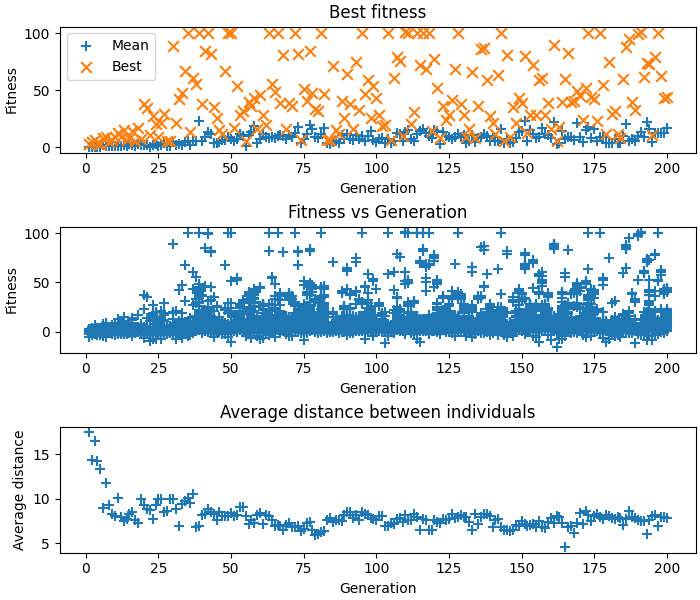 Best fitness
100
50
0
Fitness
Mean
Best
0 25 50 75 100 125 150 175 200
Generation
Fitness vs Generation
100
50
0
Fitness
0 25 50 75 100 125 150 175 200
Generation
Average distance between individuals
15
10
5
Average distance
0 25 50 75 100 125 150 175 200
Generation